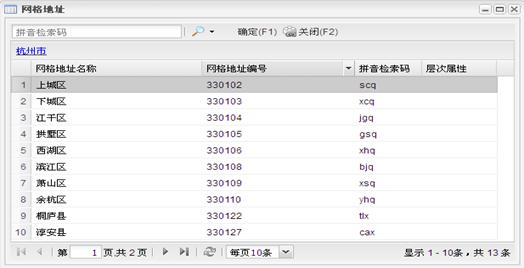 网格地址
拼音检索码 确定(F1) 关闭(F2)
杭州市
网格地址名称 网格地址编号 拼音检索码 层次属性
1 上城区 330102 scq
2 下城区 330103 xcq
3 江干区 330104 jgq
4 拱墅区 330105 gsq
5 西湖区 330106 xhq
6 滨江区 330108 bjq
7 萧山区 330109 xsq
8 余杭区 330110 yhq
9 桐庐县 330122 tlx
10 淳安县 330127 cax
第 1 页,共 2 页 每页10条 显示 1 - 10条，共 13 条